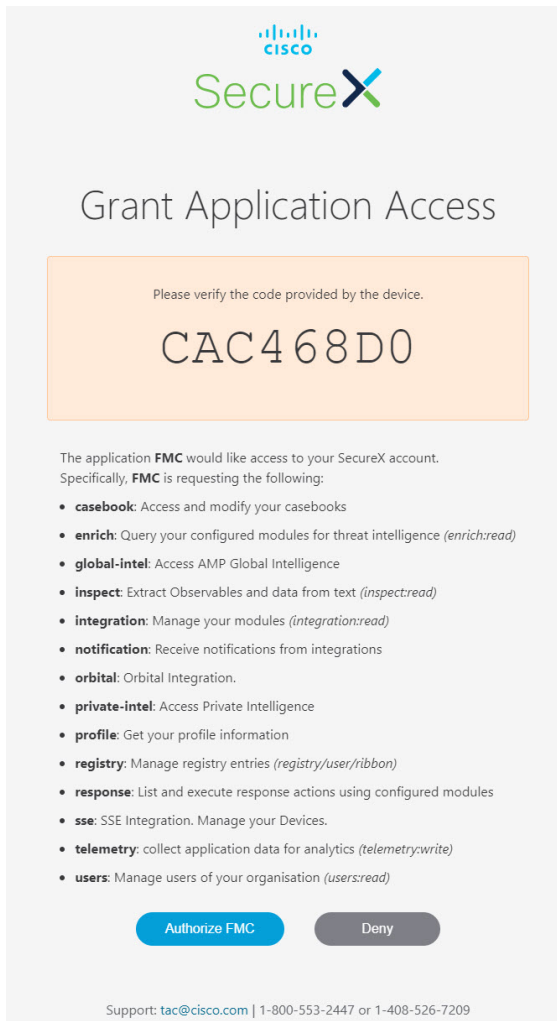 cisco
SecureX
Grant Application Access
Please verify the code provided by the device.
CAC468D0
The application FMC would like access to your SecureX account.
Specifically, FMC is requesting the following:
• casebook: Access and modify your casebooks
• enrich: Query your configured modules for threat intelligence (enrich:read)
• global-intel: Access AMP Global Intelligence
• inspect: Extract Observables and data from text (inspect:read)
• integration: Manage your modules (integration:read)
• notification: Receive notifications from integrations
• orbital: Orbital Integration.
• private-intel: Access Private Intelligence
• profile: Get your profile information
• registry: Manage registry entries (registry/user/ribbon)
• response: List and execute response actions using configured modules
• sse: SSE Integration. Manage your Devices.
• telemetry: collect application data for analytics (telemetry:write)
• users: Manage users of your organisation (users:read)
Authorize FMC Deny
Support: tac@cisco.com | 1-800-553-2447 or 1-408-526-7209